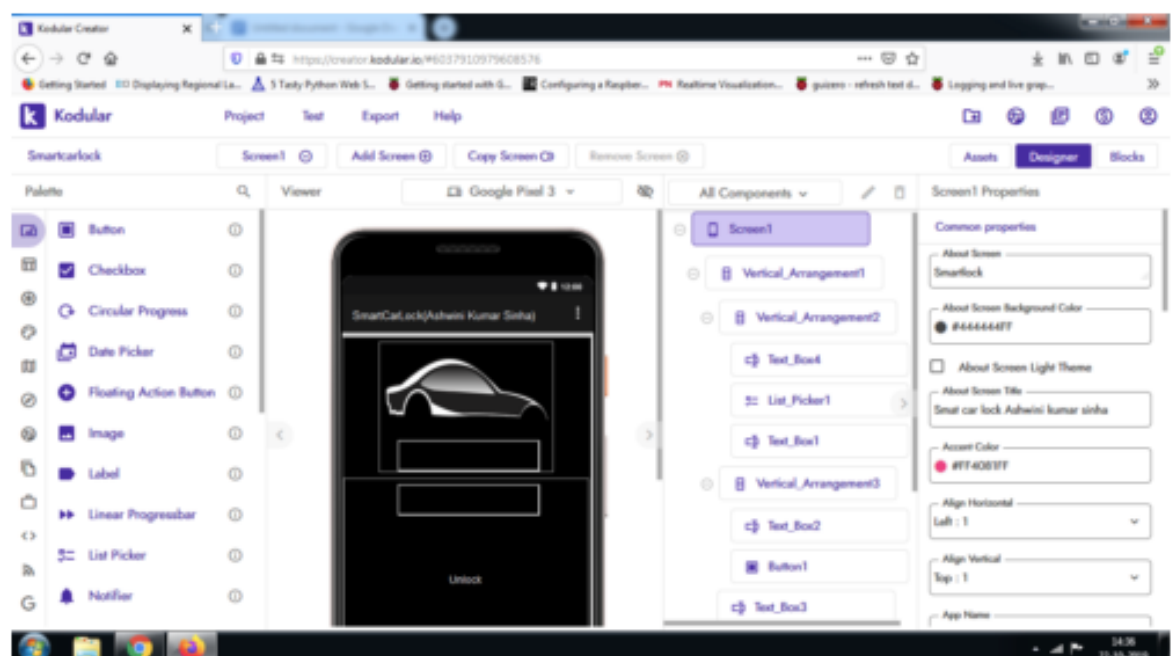 Kodular Creator
https://creator.kodular.io/#6037910979608576
Getting Started Displaying Regional La... 5 Tasty Python Web S... Getting started with G... Configuring a Raspber... Realtime Visualization... guizero - refresh text d... Logging and live grap...
Kodular Project Test Export Help
Smartcarlock Screen1 Add Screen Copy Screen Remove Screen Assets Designer Blocks
Palette Viewer Google Pixel 3 All Components Screen1 Properties
Button
Checkbox
Circular Progress
Date Picker
Floating Action Button
Image
Label
Linear Progressbar
List Picker
Notifier
12:00
SmartCarLock(Ashwini Kumar Sinha)
Unlock
Screen1
Vertical_Arrangement1
Vertical_Arrangement2
Text_Box4
List_Picker1
Text_Box1
Vertical_Arrangement3
Text_Box2
Button1
Text_Box3
Common properties
About Screen
Smartlock
About Screen Background Color
#444444FF
About Screen Light Theme
About Screen Title
Smat car lock Ashwini kumar sinha
Accent Color
#FF4081FF
Align Horizontal
Left : 1
Align Vertical
Top : 1
App Name
14:36